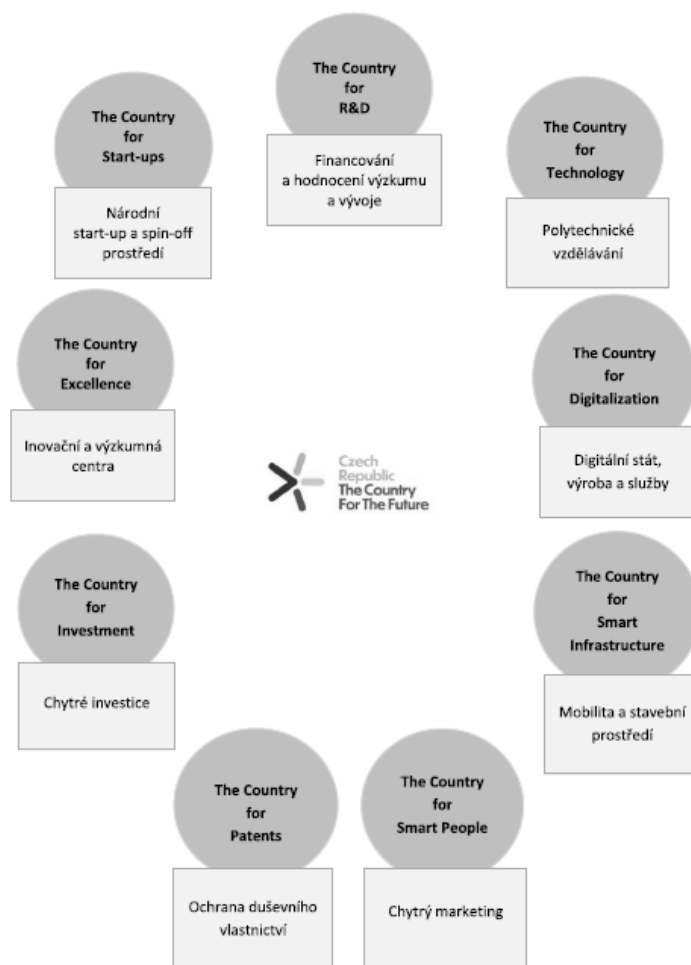 The Country
for
R&D
Financování
a hodnocení výzkumu
a vývoje
The Country
for
Start-ups
Národní
start-up a spin-off
prostředí
The Country
for
Technology
Polytechnické
vzdělávání
The Country
for
Excellence
Inovační a výzkumná
centra
The Country
for
Digitalization
Digitální stát,
výroba a služby
Czech
Republic
The Country
For The Future
The Country
for
Investment
Chytré investice
The Country
for
Smart
Infrastructure
Mobilita a stavební
prostředí
The Country
for
Patents
Ochrana duševního
vlastnictví
The Country
for
Smart People
Chytrý marketing